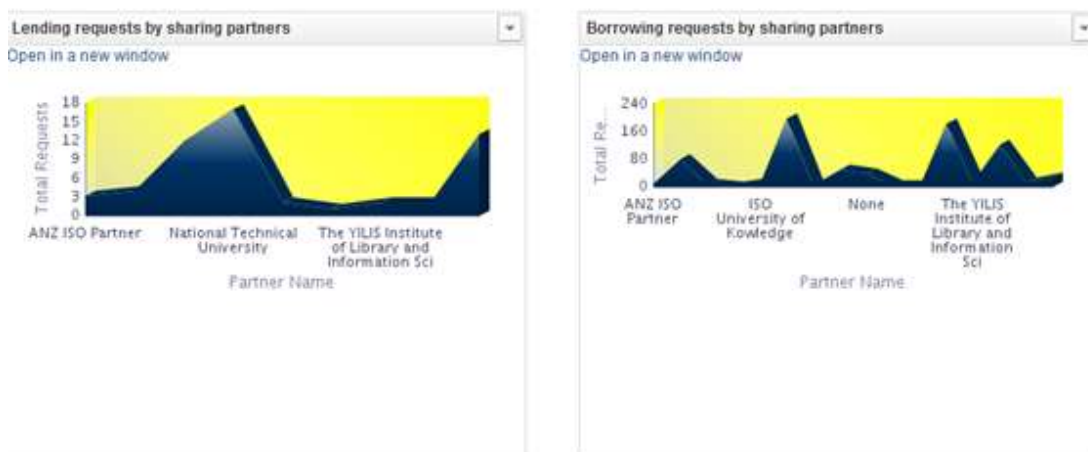 Lending requests by sharing partners
Open in a new window
Total Requests
18
15
12
9
6
3
0
ANZ ISO Partner
National Technical
University
The YILIS Institute
of Library and
Information Sci
Partner Name
Borrowing requests by sharing partners
Open in a new window
Total Re...
240
160
80
0
ANZ ISO
Partner
ISO
University of
Kowledge
None
The YILIS
Institute of
Library and
Information
Sci
Partner Name